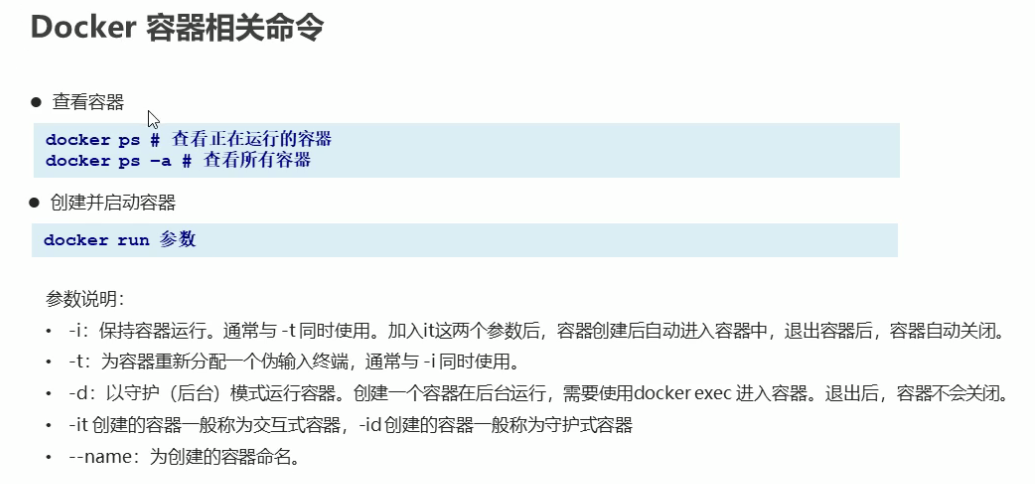 Docker 容器相关命令
● 查看容器
docker ps # 查看正在运行的容器
docker ps –a # 查看所有容器
● 创建并启动容器
docker run 参数
参数说明：
• -i：保持容器运行。通常与 -t 同时使用。加入it这两个参数后，容器创建后自动进入容器中，退出容器后，容器自动关闭。
• -t：为容器重新分配一个伪输入终端，通常与 -i 同时使用。
• -d：以守护（后台）模式运行容器。创建一个容器在后台运行，需要使用docker exec 进入容器。退出后，容器不会关闭。
• -it 创建的容器一般称为交互式容器，-id 创建的容器一般称为守护式容器
• --name：为创建的容器命名。